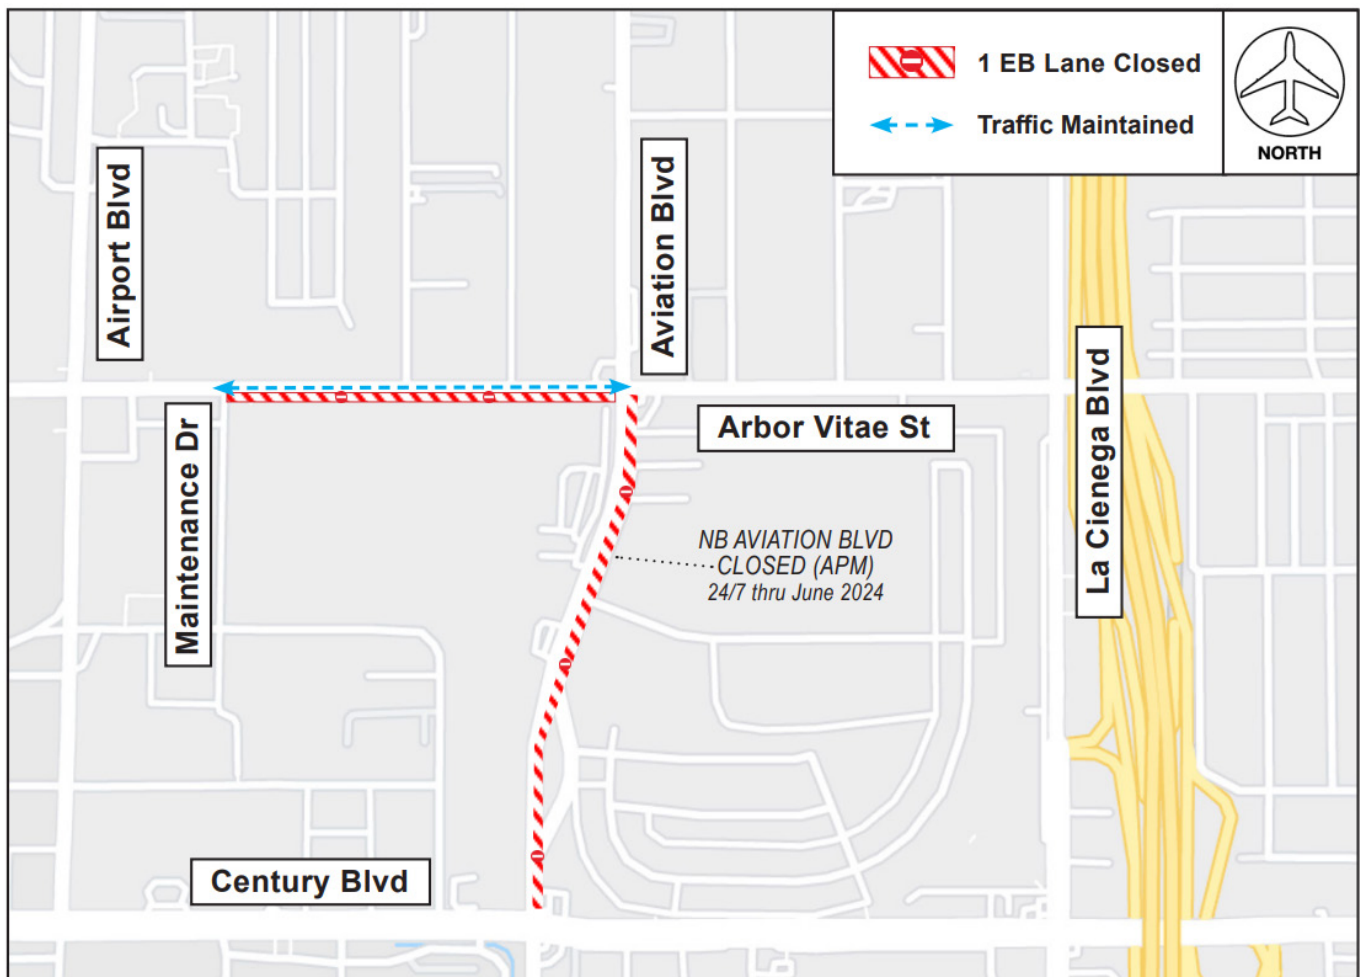 1 EB Lane Closed
Traffic Maintained
NORTH
Airport Blvd
Aviation Blvd
La Cienega Blvd
Maintenance Dr
Arbor Vitae St
NB AVIATION BLVD
CLOSED (APM)
24/7 thru June 2024
Century Blvd